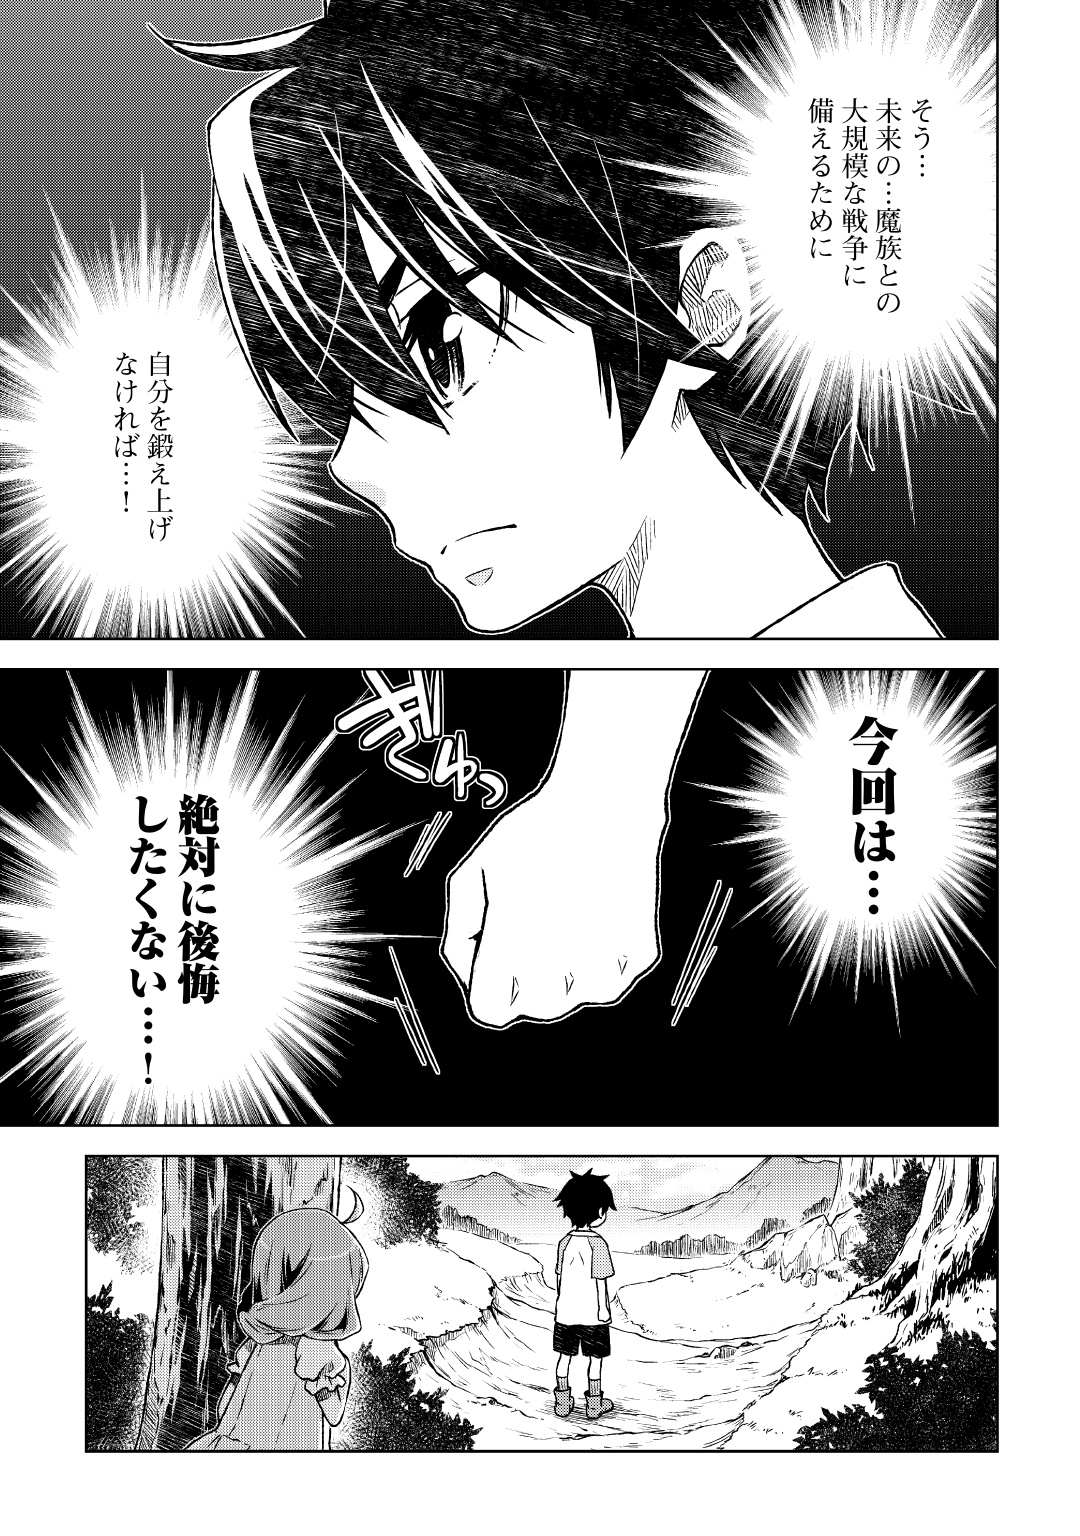 そう…
未来の…魔族との
大規模な戦争に
備えるために
自分を鍛え上げ
なければ…！
今回は…
ぎゅっ
絶対に後悔
したくない……！